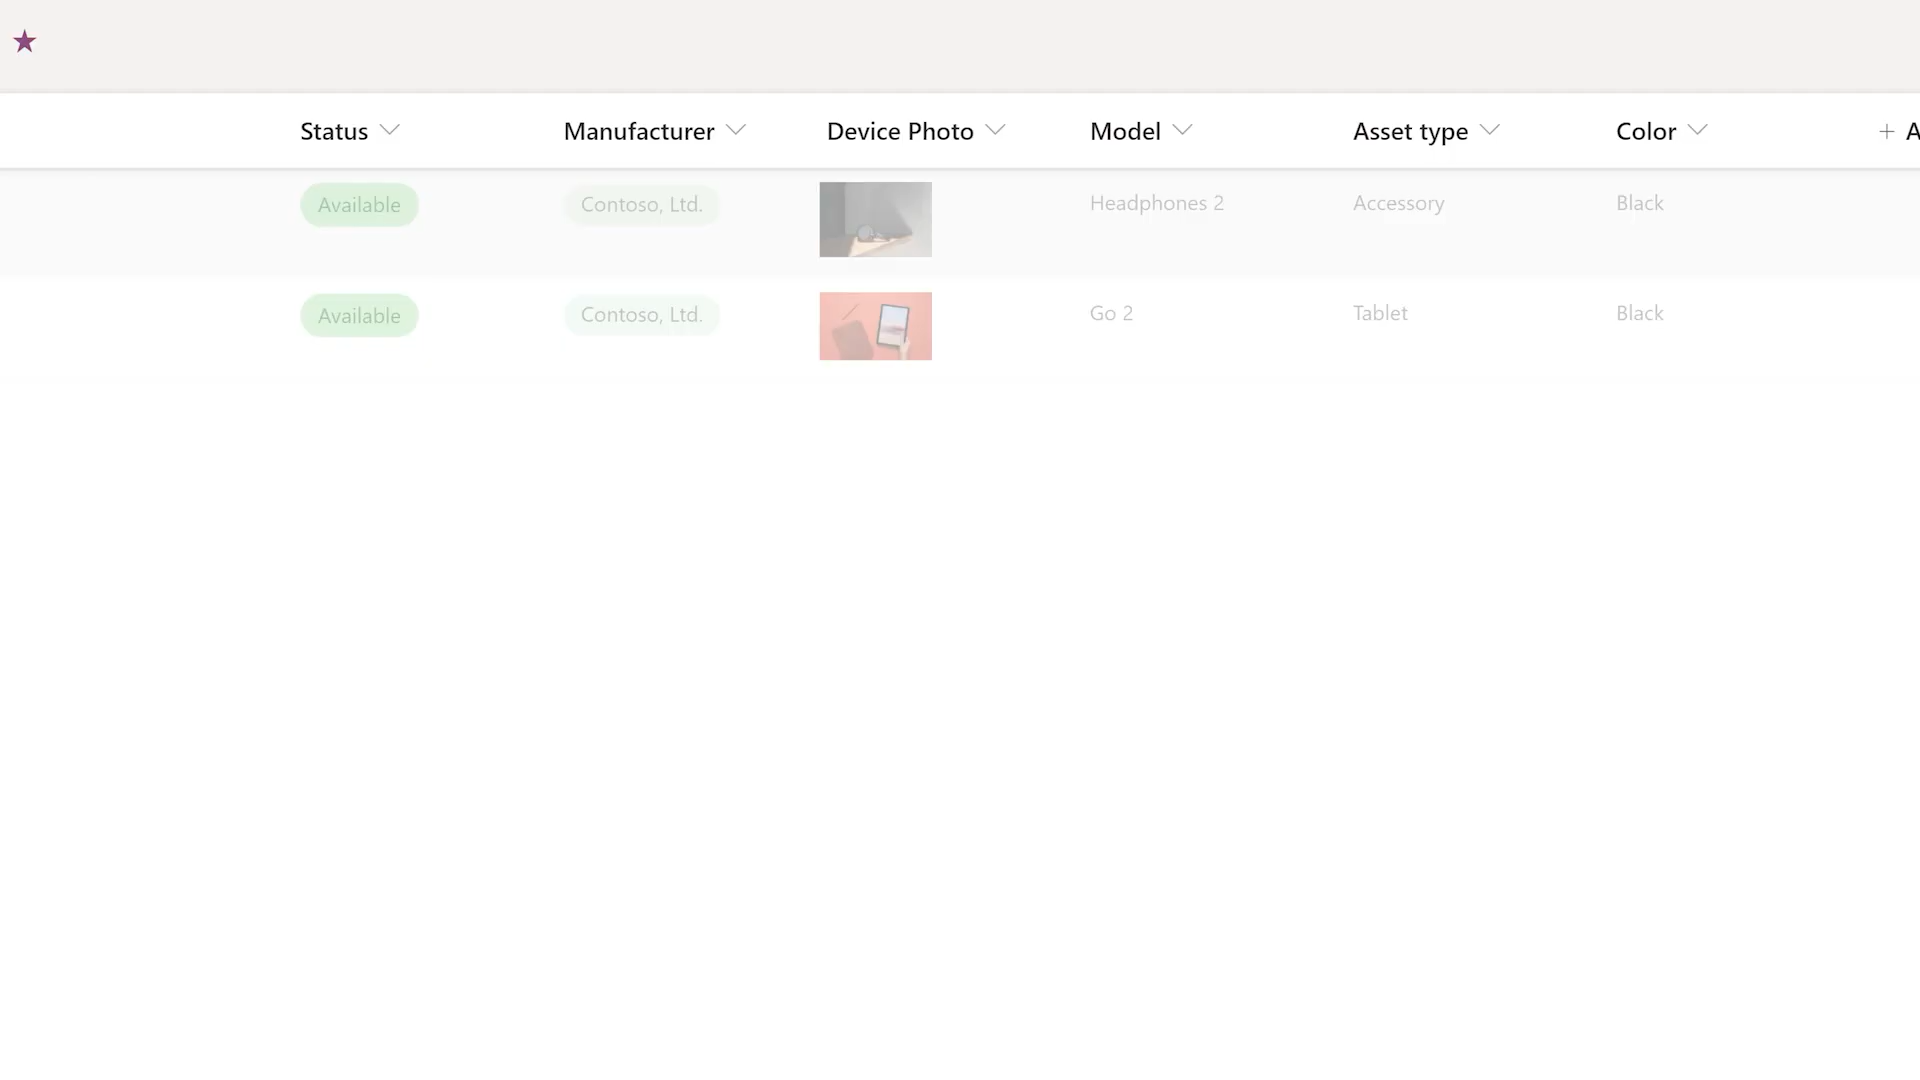 Status Manufacturer Device Photo Model Asset type Color + A
Available Contoso, Ltd. Headphones 2 Accessory Black
Available Contoso, Ltd. Go 2 Tablet Black